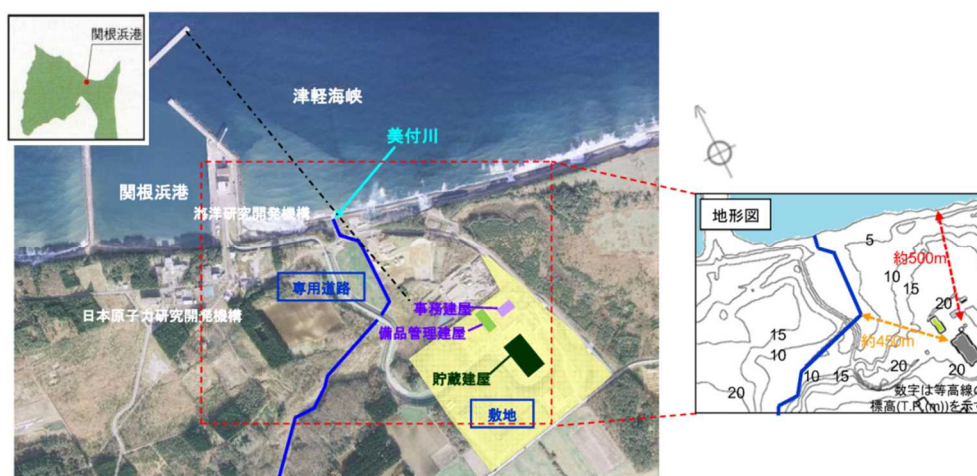 関根浜港
津軽海峡
美付川
関根浜港
海洋研究開発機構
専用道路
日本原子力研究開発機構
事務建屋
備品管理建屋
貯蔵建屋
敷地
地形図
5
約500m
10
15
20
15
10
約450m
20
20
20
10
15
数字は等高線の
標高(T.P.(m))を示す